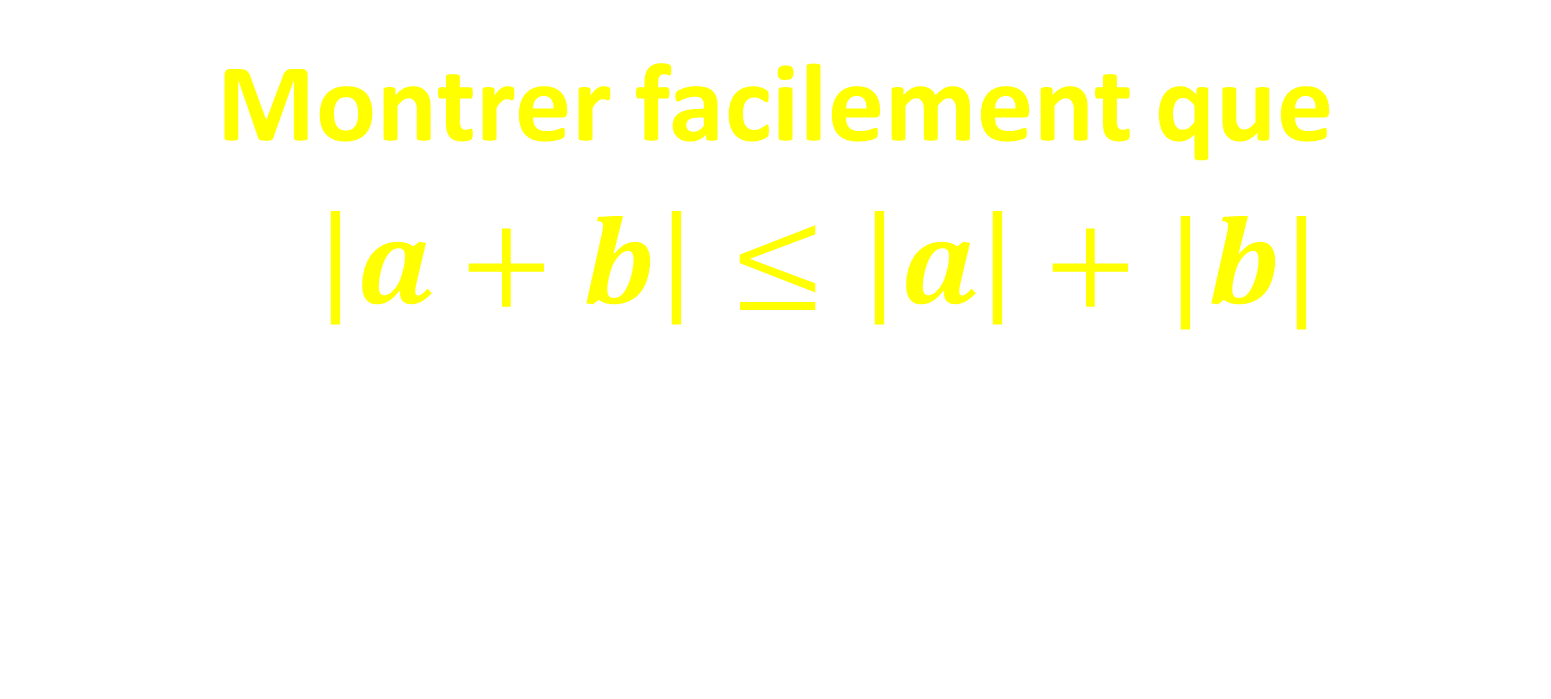 Montrer facilement que
|a + b| ≤ |a| + |b|